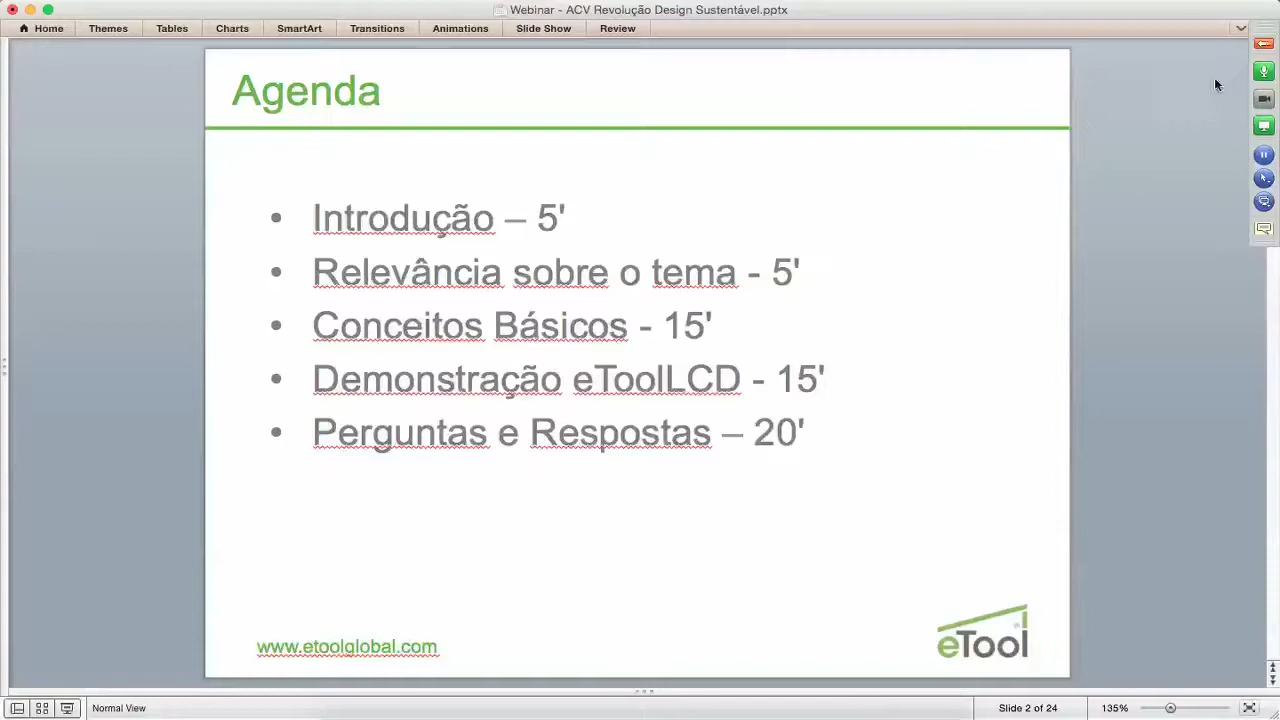 Webinar - ACV Revolução Design Sustentável.pptx
Home Themes Tables Charts SmartArt Transitions Animations Slide Show Review
Agenda
• Introdução – 5'
• Relevância sobre o tema - 5'
• Conceitos Básicos - 15'
• Demonstração eToolLCD - 15'
• Perguntas e Respostas – 20'
www.etoolglobal.com
eTool
Normal View Slide 2 of 24 135%